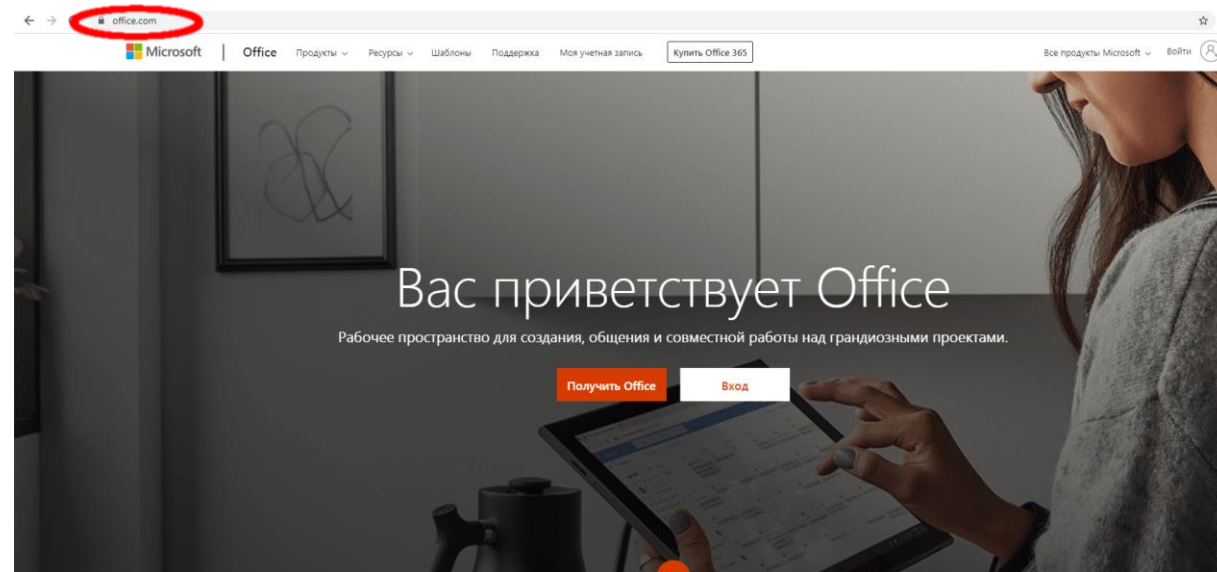 office.com
Microsoft | Office Продукты Ресурсы Шаблоны Поддержка Моя учетная запись Купить Office 365 Все продукты Microsoft Войти
Вас приветствует Office
Рабочее пространство для создания, общения и совместной работы над грандиозными проектами.
Получить Office Вход